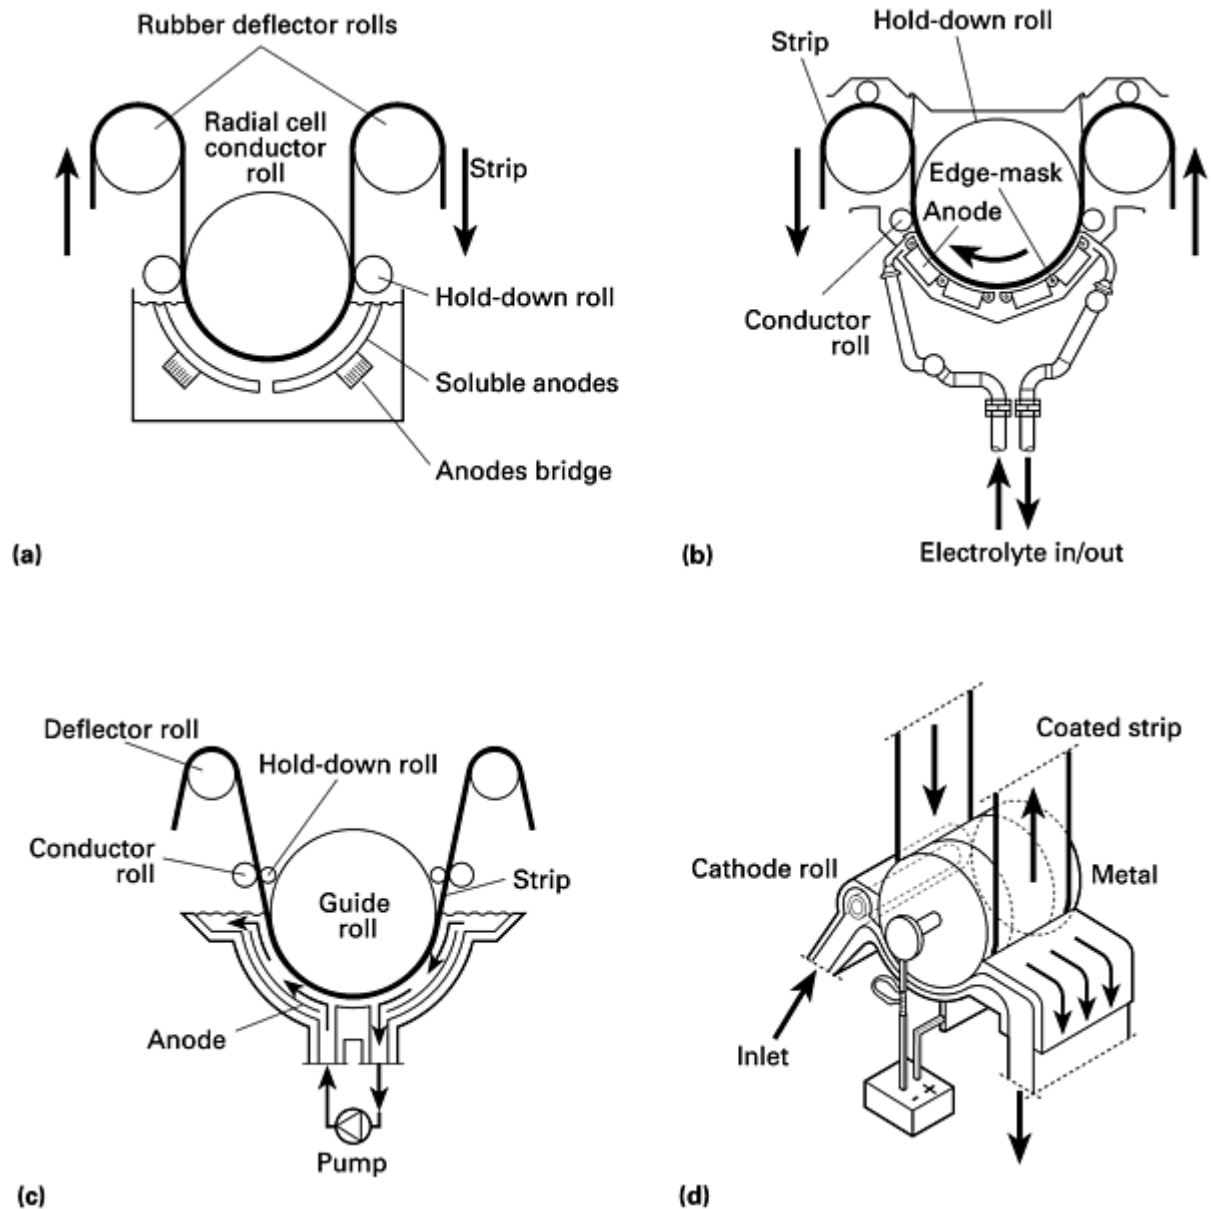 Rubber deflector rolls
Radial cell
conductor
roll
Strip
Hold-down roll
Soluble anodes
Anodes bridge
(a)
Hold-down roll
Strip
Edge-mask
Anode
Conductor
roll
Electrolyte in/out
(b)
Deflector roll
Hold-down roll
Conductor
roll
Strip
Guide
roll
Anode
Pump
(c)
Coated strip
Cathode roll
Metal
Inlet
- +
(d)